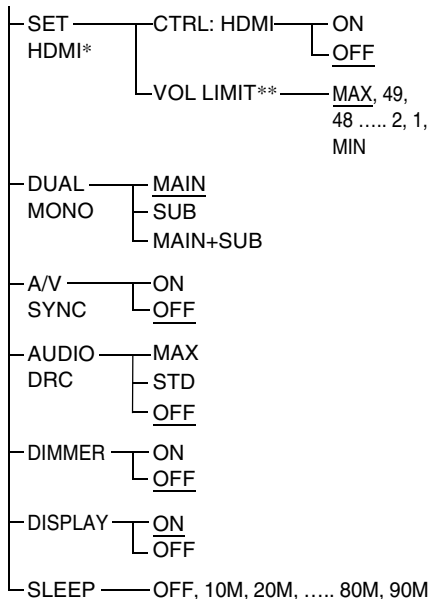 SET HDMI*
CTRL: HDMI
ON
OFF
VOL LIMIT**
MAX, 49,
48 ..... 2, 1,
MIN
DUAL MONO
MAIN
SUB
MAIN+SUB
A/V SYNC
ON
OFF
AUDIO DRC
MAX
STD
OFF
DIMMER
ON
OFF
DISPLAY
ON
OFF
SLEEP
OFF, 10M, 20M, ..... 80M, 90M